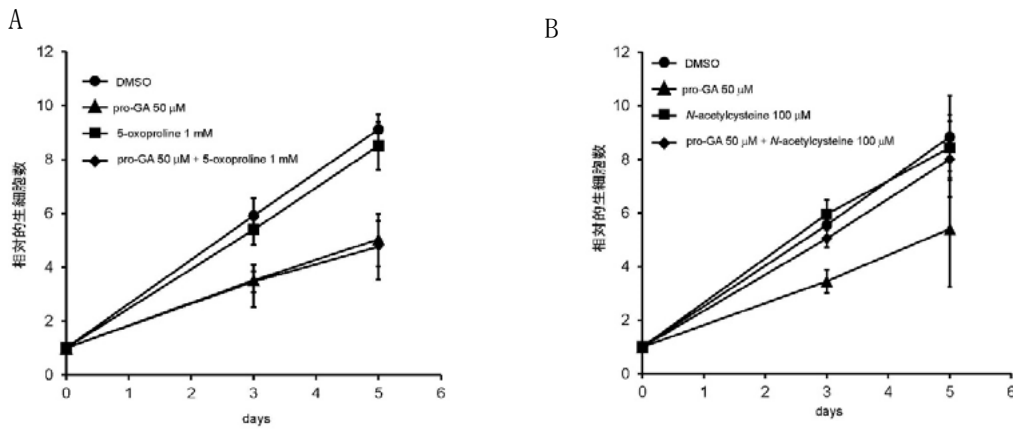 A
12
10
8
6
4
2
0
相対的生細胞数
DMSO
pro-GA 50 μM
5-oxoproline 1 mM
pro-GA 50 μM + 5-oxoproline 1 mM
0 1 2 3 4 5 6
days
B
12
10
8
6
4
2
0
相対的生細胞数
DMSO
pro-GA 50 μM
N-acetylcysteine 100 μM
pro-GA 50 μM + N-acetylcysteine 100 μM
0 1 2 3 4 5 6
days